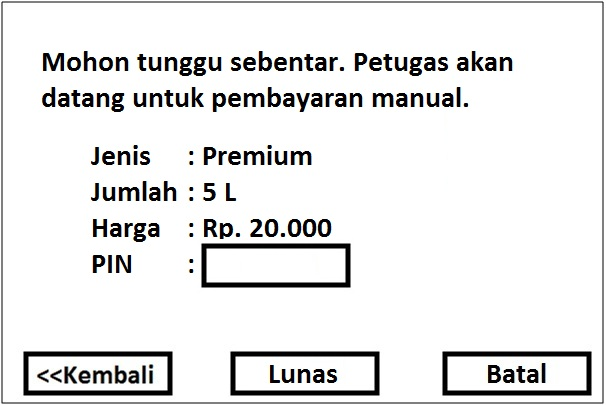 Mohon tunggu sebentar. Petugas akan
datang untuk pembayaran manual.
Jenis : Premium
Jumlah : 5 L
Harga : Rp. 20.000
PIN :
<<Kembali
Lunas
Batal